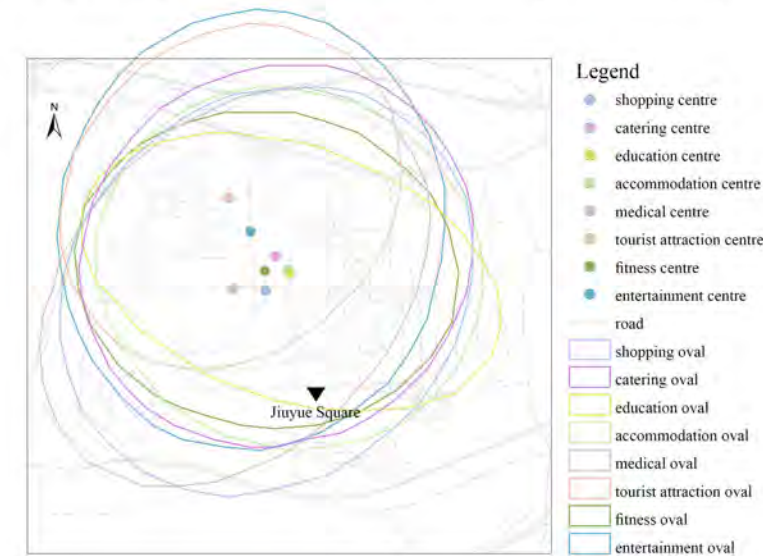 Legend
shopping centre
catering centre
education centre
accommodation centre
medical centre
tourist attraction centre
fitness centre
entertainment centre
road
shopping oval
catering oval
education oval
accommodation oval
medical oval
tourist attraction oval
fitness oval
entertainment oval
N
Jiuyue Square